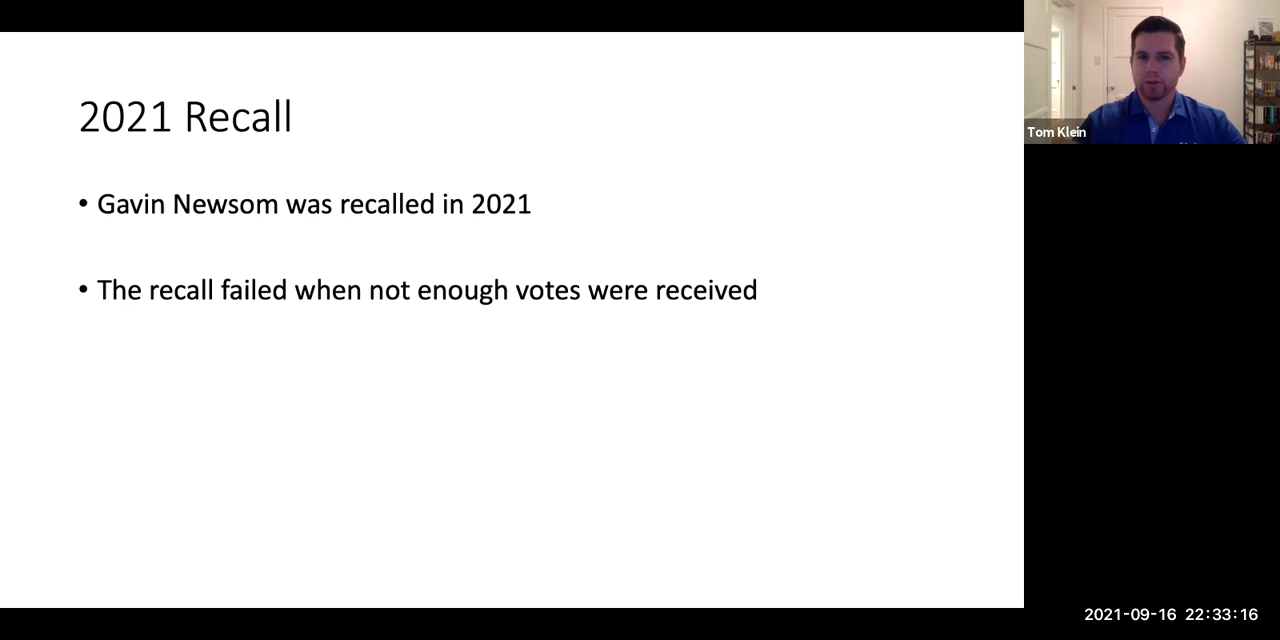 2021 Recall
• Gavin Newsom was recalled in 2021
• The recall failed when not enough votes were received
Tom Klein
2021-09-16 22:33:16